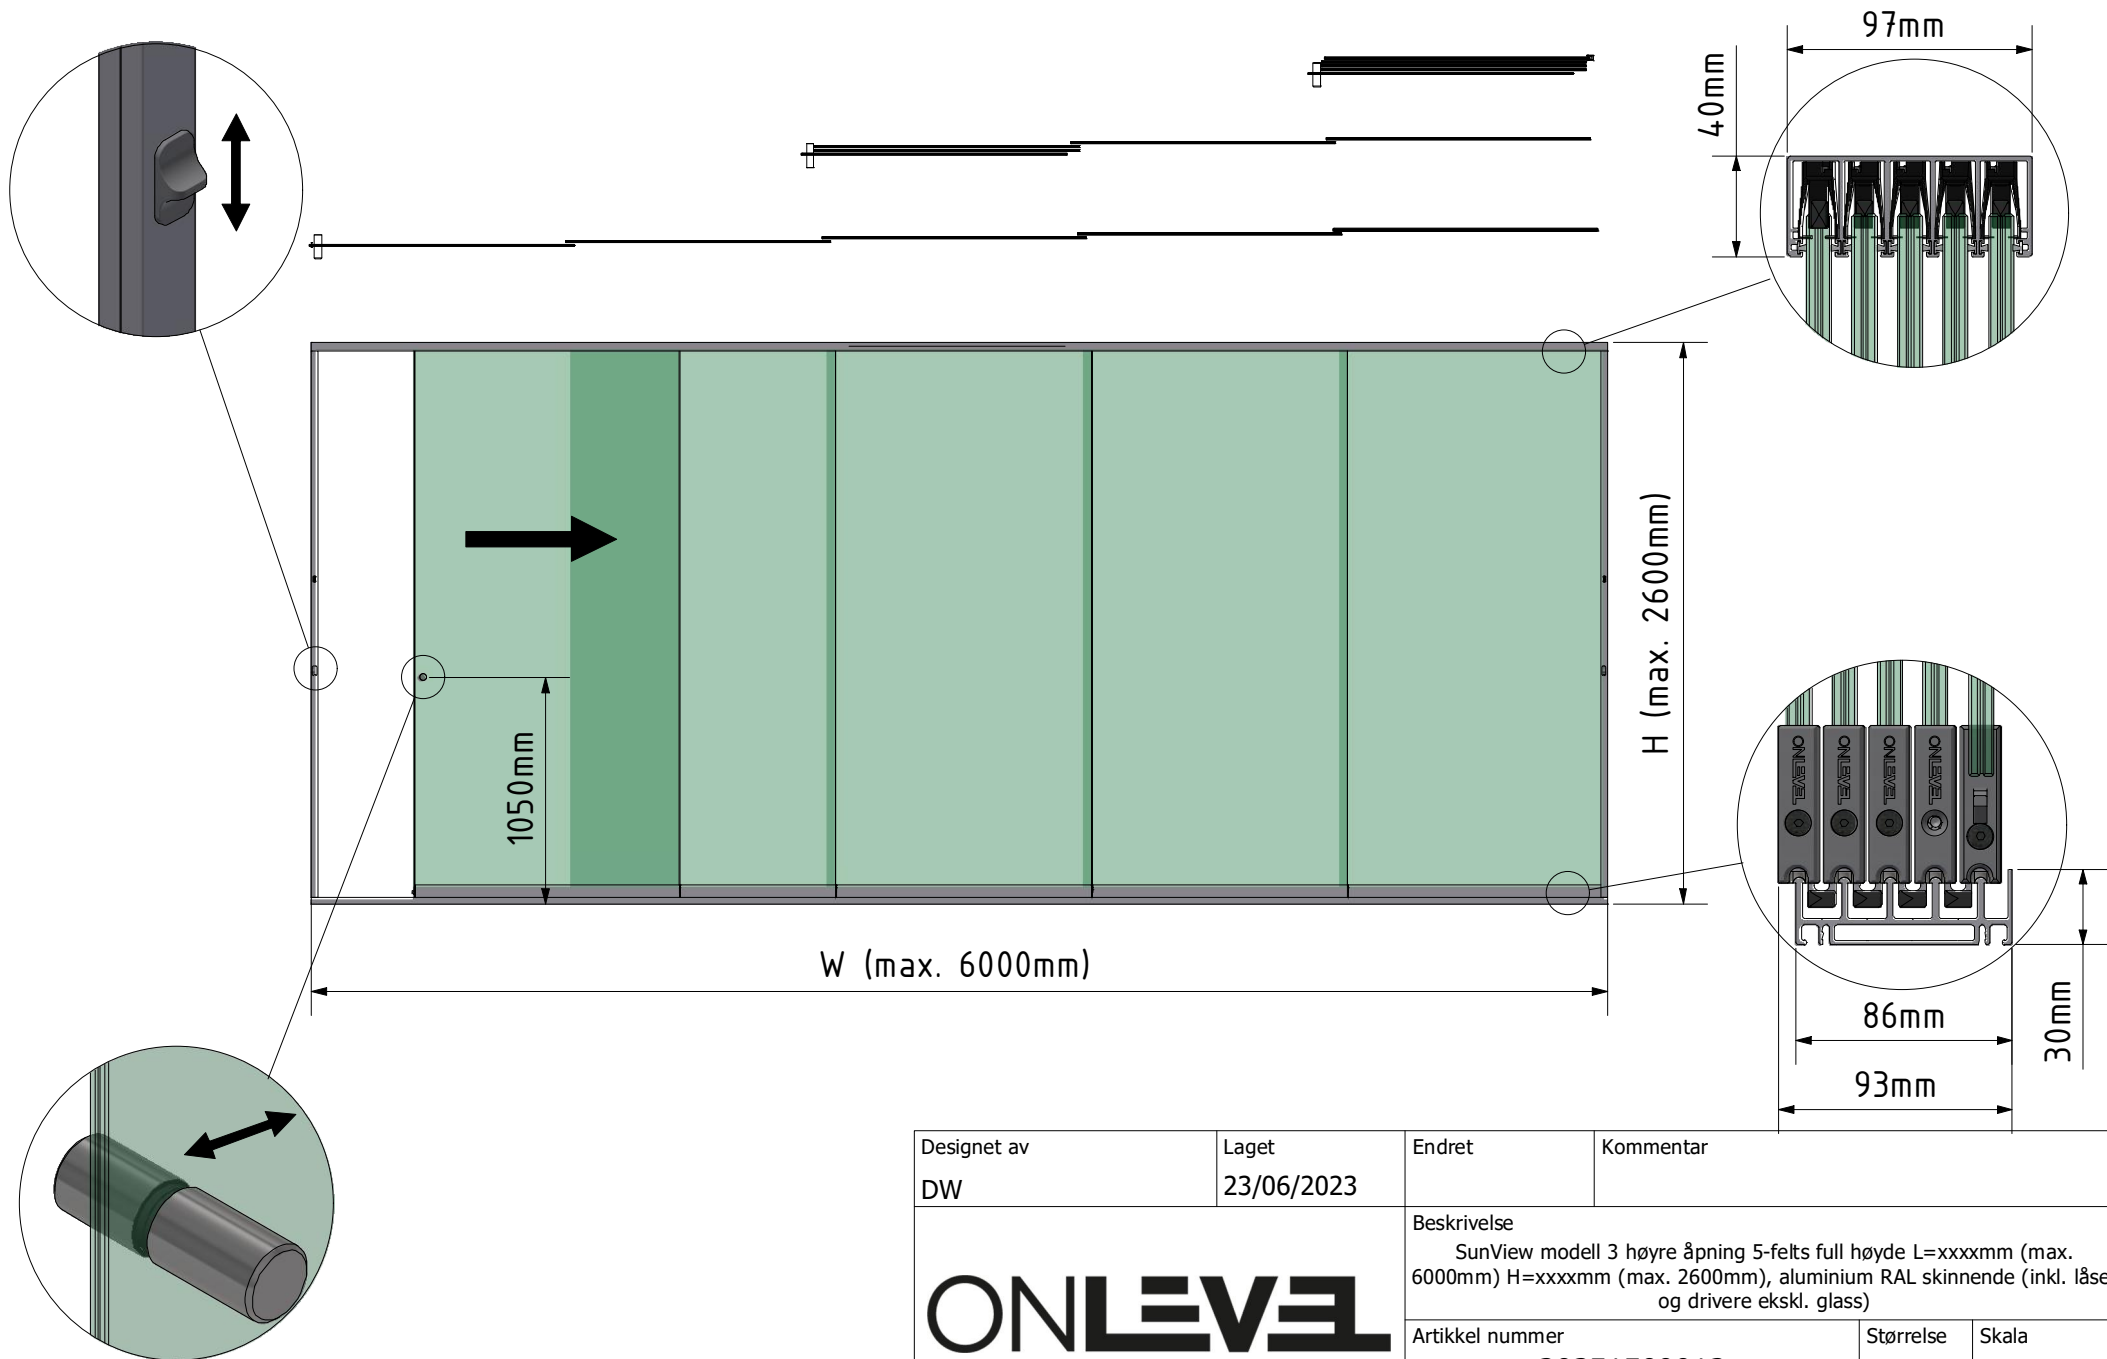 97mm
40mm
H (max. 2600mm)
1050mm
W (max. 6000mm)
ONLEVEL
ONLEVEL
ONLEVEL
ONLEVEL
86mm
30mm
93mm
Designet av
DW
Laget
23/06/2023
Endret
Kommentar
Beskrivelse
SunView modell 3 høyre åpning 5-felts full høyde L=xxxxmm (max.
6000mm) H=xxxxmm (max. 2600mm), aluminium RAL skinnende (inkl. låse
og drivere ekskl. glass)
ONLEVEL
Artikkel nummer
Størrelse
Skala